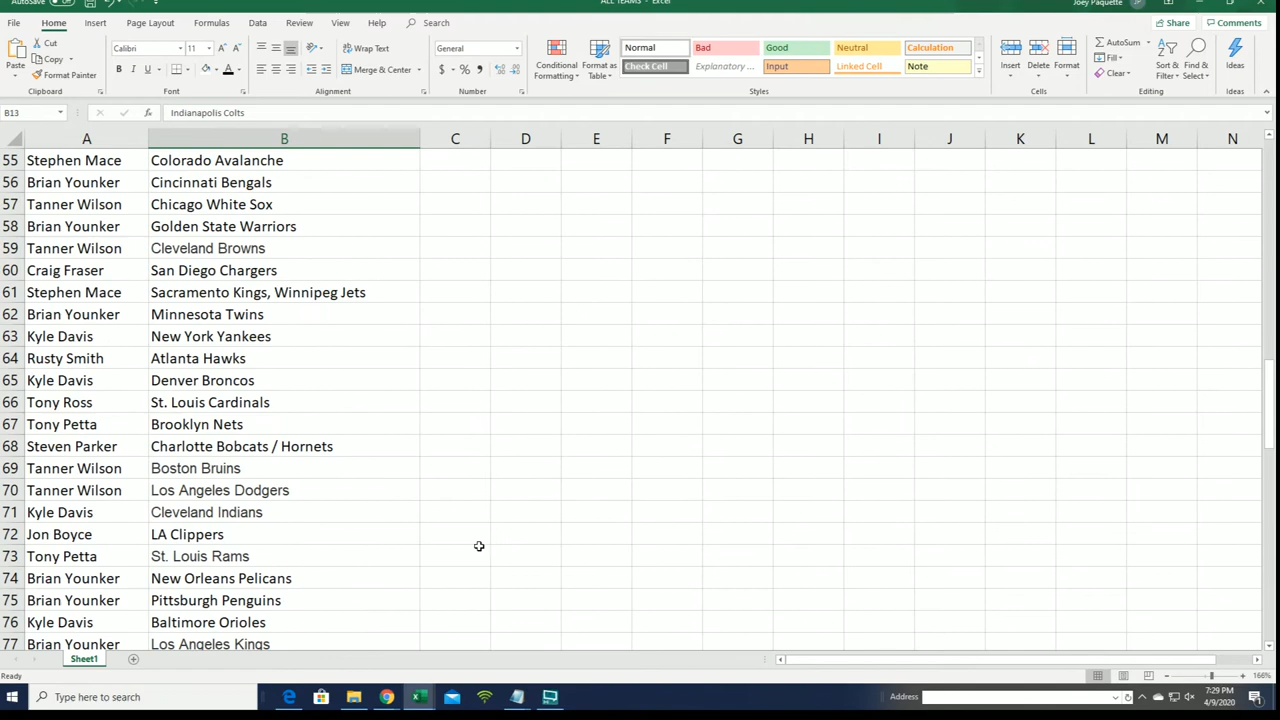 AutoSave Off ALL TEAMS - Excel Joey Paquette JP
File Home Insert Page Layout Formulas Data Review View Help Search Share Comments
Paste Cut Copy Format Painter Clipboard
Calibri 11 B I U A A A Font
Wrap Text Merge & Center Alignment
General $ % , Number
Conditional Formatting Format as Table Normal Bad Good Neutral Calculation
Check Cell Explanatory ... Input Linked Cell Note Styles
Insert Delete Format Cells
AutoSum Fill Clear Sort & Filter Find & Select Editing
Ideas Ideas
B13 fx Indianapolis Colts
A B C D E F G H I J K L M N
55 Stephen Mace Colorado Avalanche
56 Brian Younker Cincinnati Bengals
57 Tanner Wilson Chicago White Sox
58 Brian Younker Golden State Warriors
59 Tanner Wilson Cleveland Browns
60 Craig Fraser San Diego Chargers
61 Stephen Mace Sacramento Kings, Winnipeg Jets
62 Brian Younker Minnesota Twins
63 Kyle Davis New York Yankees
64 Rusty Smith Atlanta Hawks
65 Kyle Davis Denver Broncos
66 Tony Ross St. Louis Cardinals
67 Tony Petta Brooklyn Nets
68 Steven Parker Charlotte Bobcats / Hornets
69 Tanner Wilson Boston Bruins
70 Tanner Wilson Los Angeles Dodgers
71 Kyle Davis Cleveland Indians
72 Jon Boyce LA Clippers
73 Tony Petta St. Louis Rams
74 Brian Younker New Orleans Pelicans
75 Brian Younker Pittsburgh Penguins
76 Kyle Davis Baltimore Orioles
77 Brian Younker Los Angeles Kings
Sheet1
Ready 166%
Type here to search Address 7:29 PM
4/9/2020